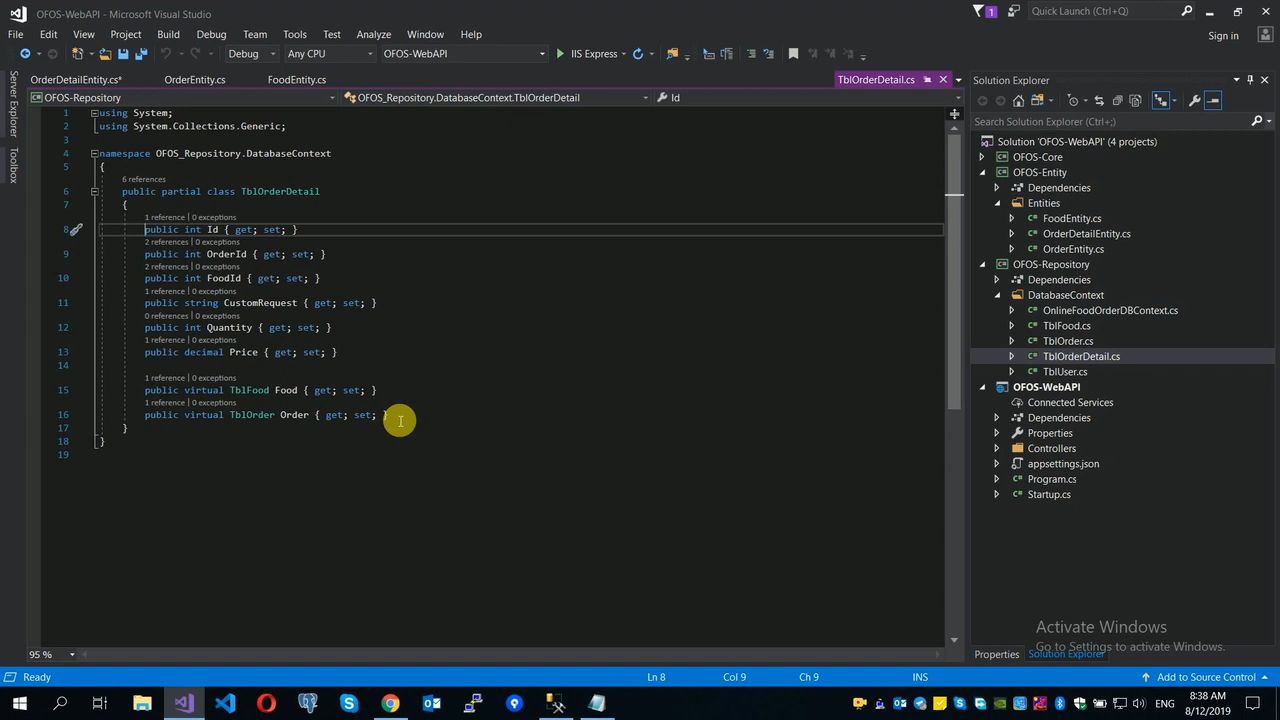 OFOS-WebAPI - Microsoft Visual Studio
1
Quick Launch (Ctrl+;)
File Edit View Project Build Debug Team Tools Test Analyze Window Help
Sign in
Debug Any CPU OFOS-WebAPI IIS Express
OrderDetailEntity.cs* OrderEntity.cs FoodEntity.cs TblOrderDetail.cs
OFOS-Repository OFOS_Repository.DatabaseContext.TblOrderDetail Id
Server Explorer
Toolbox
1 using System;
2 using System.Collections.Generic;
3
4 namespace OFOS_Repository.DatabaseContext
5 {
6 references
6 public partial class TblOrderDetail
7 {
1 reference | 0 exceptions
8 public int Id { get; set; }
2 references | 0 exceptions
9 public int OrderId { get; set; }
2 references | 0 exceptions
10 public int FoodId { get; set; }
1 reference | 0 exceptions
11 public string CustomRequest { get; set; }
0 references | 0 exceptions
12 public int Quantity { get; set; }
1 reference | 0 exceptions
13 public decimal Price { get; set; }
14
1 reference | 0 exceptions
15 public virtual TblFood Food { get; set; }
1 reference | 0 exceptions
16 public virtual TblOrder Order { get; set; }
17 }
18 }
19
95 %
Solution Explorer
Search Solution Explorer (Ctrl+;)
Solution 'OFOS-WebAPI' (4 projects)
OFOS-Core
OFOS-Entity
Dependencies
Entities
FoodEntity.cs
OrderDetailEntity.cs
OrderEntity.cs
OFOS-Repository
Dependencies
DatabaseContext
OnlineFoodOrderDBContext.cs
TblFood.cs
TblOrder.cs
TblOrderDetail.cs
TblUser.cs
OFOS-WebAPI
Connected Services
Dependencies
Properties
Controllers
appsettings.json
Program.cs
Startup.cs
Activate Windows
Go to Settings to activate Windows.
Properties Solution Explorer
Ready Ln 8 Col 9 Ch 9 INS Add to Source Control
ENG
8:38 AM
8/12/2019